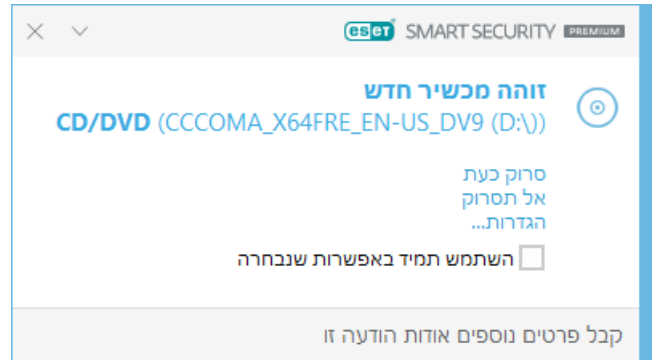 eset SMART SECURITY PREMIUM
זוהה מכשיר חדש
CD/DVD (CCCOMA_X64FRE_EN-US_DV9 (D:\))
סרוק כעת
אל תסרוק
הגדרות...
השתמש תמיד באפשרות שנבחרה
קבל פרטים נוספים אודות הודעה זו